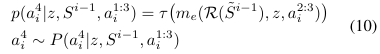 p(a_i^4|z, S^{i−1}, a_i^{1:3}) = τ(m_e(R(S̃^{i−1}), z, a_i^{2:3}))
a_i^4 ∼ P(a_i^4|z, S^{i−1}, a_i^{1:3})
(10)